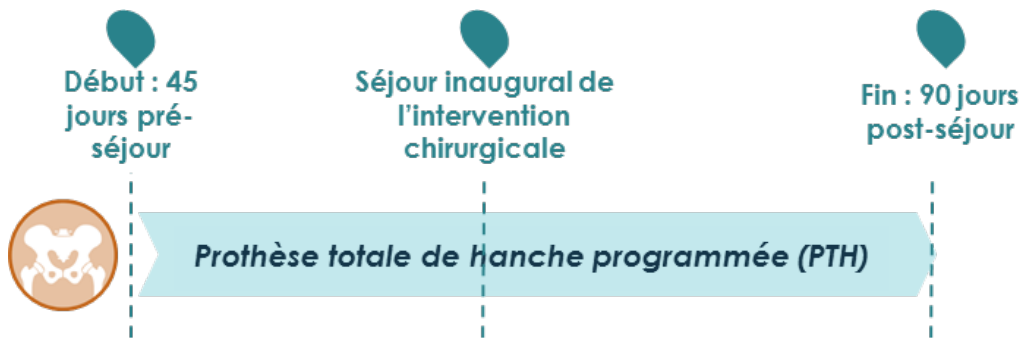 Début : 45
jours pré-
séjour
Séjour inaugural de
l'intervention
chirurgicale
Fin : 90 jours
post-séjour
Prothèse totale de hanche programmée (PTH)